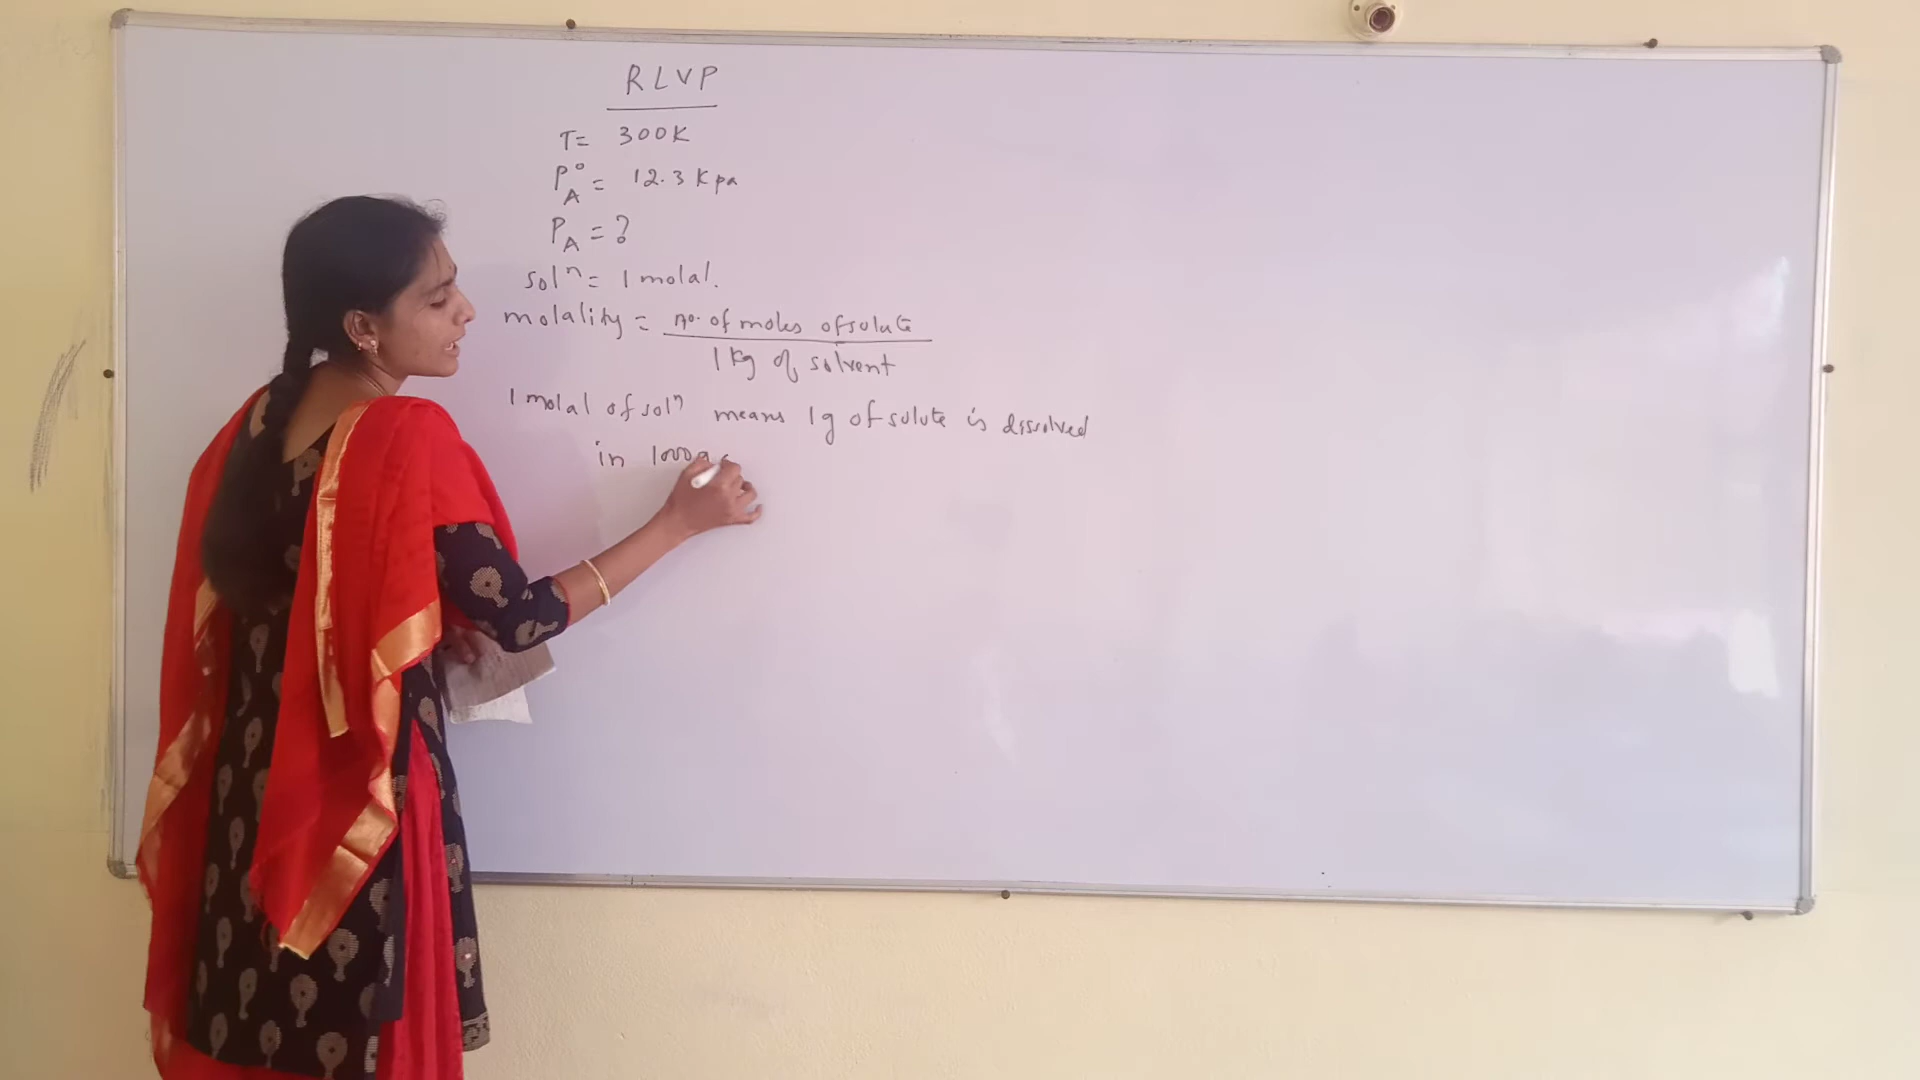 RLVP
T= 300K
P°A = 12.3 Kpa
PA = ?
solⁿ = 1 molal.
molality = no. of moles of solute
1 kg of solvent
1 molal of solⁿ means 1g of solute is dissolved
in 1000g